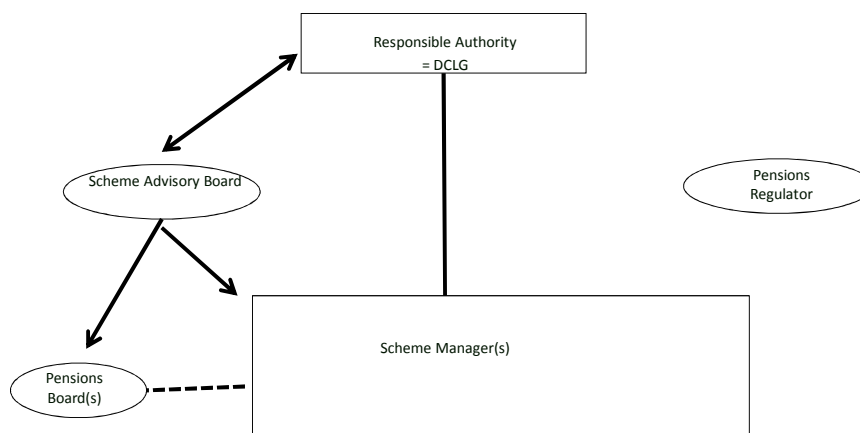 Responsible Authority
= DCLG
Scheme Advisory Board
Pensions
Regulator
Scheme Manager(s)
Pensions
Board(s)